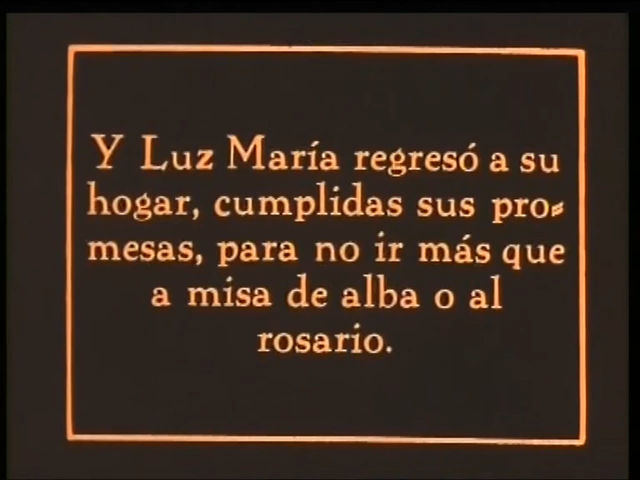 Y Luz María regresó a su
hogar, cumplidas sus pro=
mesas, para no ir más que
a misa de alba o al
rosario.